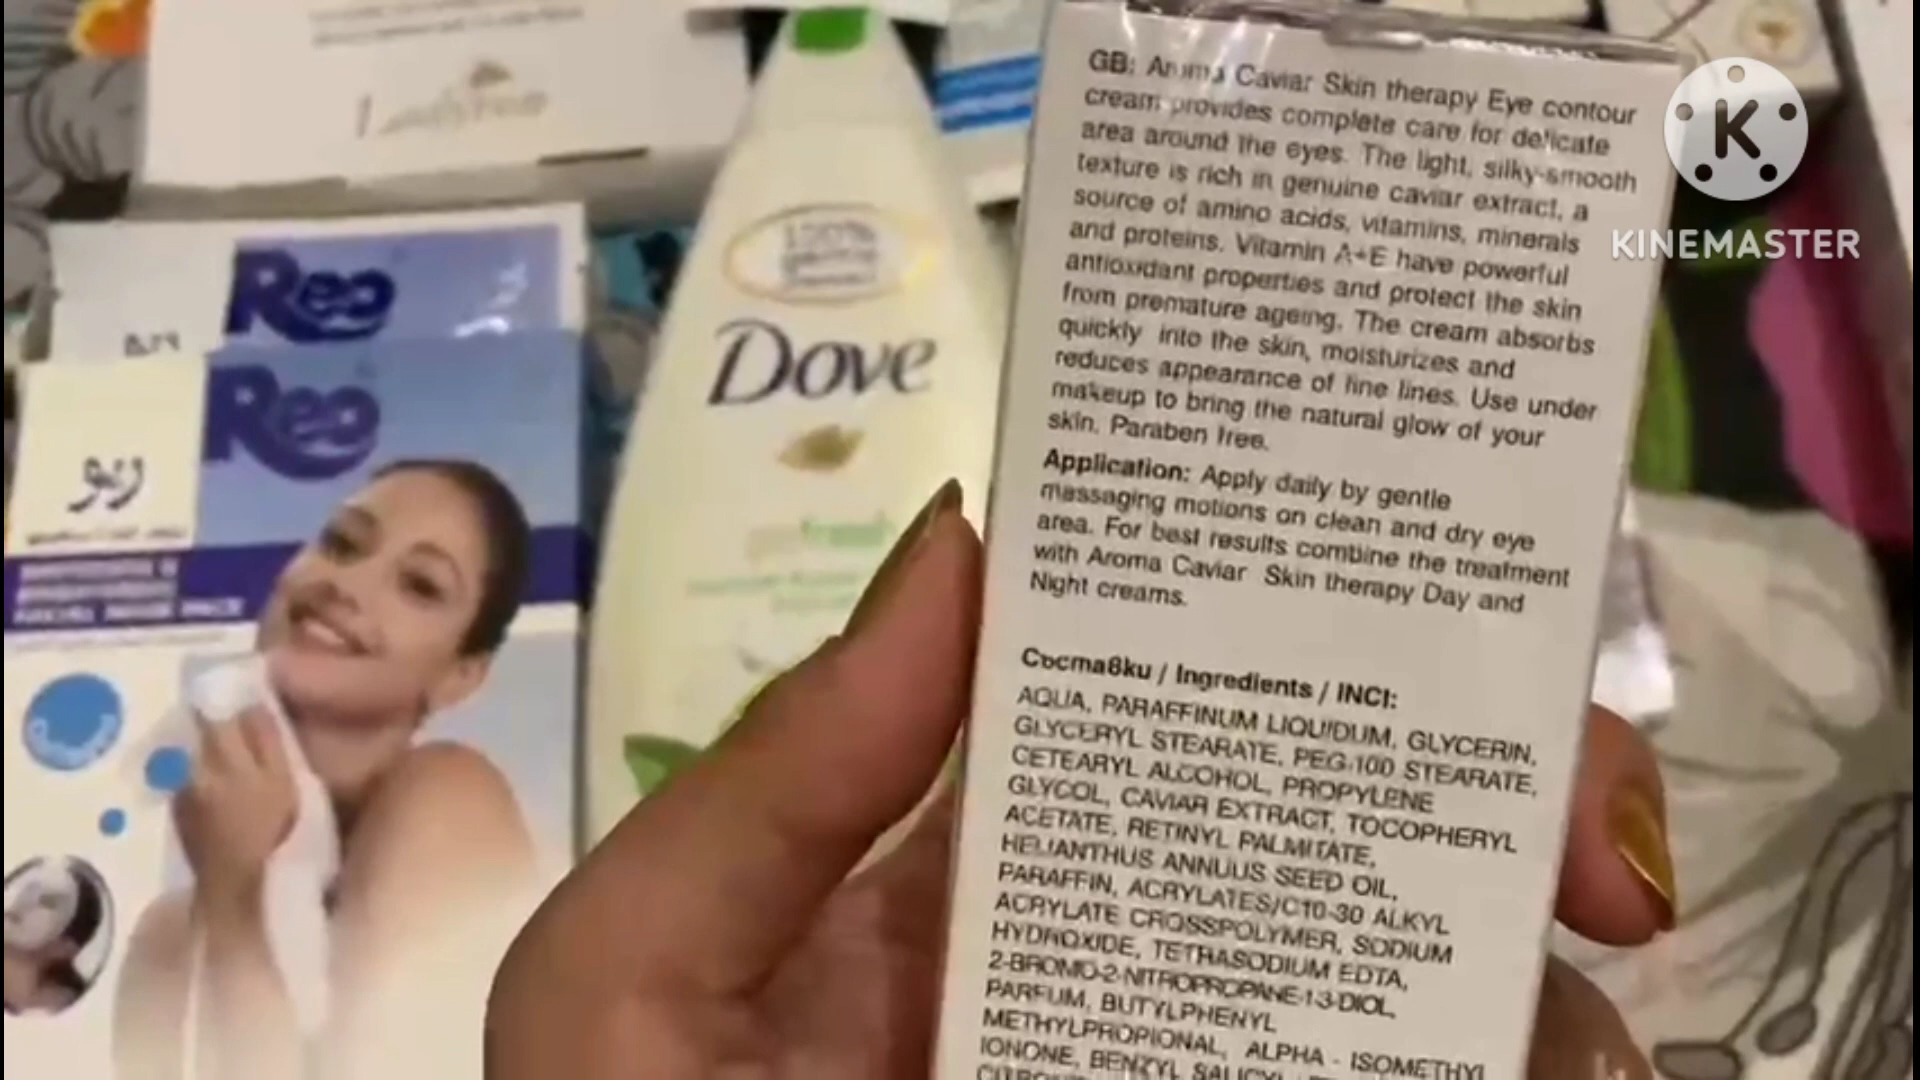 GB: Aroma Caviar Skin therapy Eye contour
cream provides complete care for delicate
area around the eyes. The light, silky-smooth
texture is rich in genuine caviar extract, a
source of amino acids, vitamins, minerals
and proteins. Vitamin A+E have powerful
antioxidant properties and protect the skin
from premature ageing. The cream absorbs
quickly into the skin, moisturizes and
reduces appearance of fine lines. Use under
makeup to bring the natural glow of your
skin. Paraben free.
Application: Apply daily by gentle
massaging motions on clean and dry eye
area. For best results combine the treatment
with Aroma Caviar Skin therapy Day and
Night creams.
Cocma8ku / Ingredients / INCI:
AQUA, PARAFFINUM LIQUIDUM, GLYCERIN,
GLYCERYL STEARATE, PEG-100 STEARATE,
CETEARYL ALCOHOL, PROPYLENE
GLYCOL, CAVIAR EXTRACT, TOCOPHERYL
ACETATE, RETINYL PALMITATE,
HELIANTHUS ANNUUS SEED OIL,
PARAFFIN, ACRYLATES/C10-30 ALKYL
ACRYLATE CROSSPOLYMER, SODIUM
HYDROXIDE, TETRASODIUM EDTA,
2-BROMO-2-NITROPROPANE-1-3-DIOL,
PARFUM, BUTYLPHENYL
METHYLPROPIONAL, ALPHA - ISOMETHYL
IONONE, BENZYL
K
KINEMASTER
Dove
100%
Reo
Reo
FACIAL MASK PACK